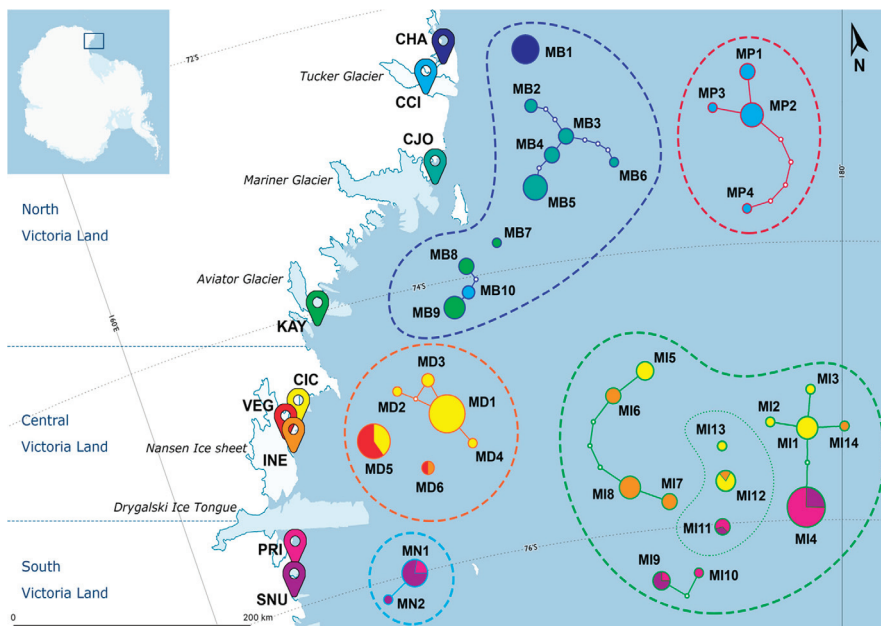 CHA
72°S
Tucker Glacier
CCI
CJO
Mariner Glacier
North
Victoria Land
160°E
Aviator Glacier
KAY
74°S
CIC
VEG
Central
Victoria Land
Nansen Ice sheet
INE
Drygalski Ice Tongue
PRI
South
Victoria Land
SNU
0
200 km
76°S
180°
N
MB1
MB2
MB3
MB4
MB5
MB6
MB7
MB8
MB10
MB9
MP1
MP3
MP2
MP4
MD3
MD2
MD1
MD4
MD5
MD6
MN1
MN2
MI5
MI6
MI3
MI2
MI1
MI14
MI13
MI12
MI8
MI7
MI11
MI4
MI9
MI10